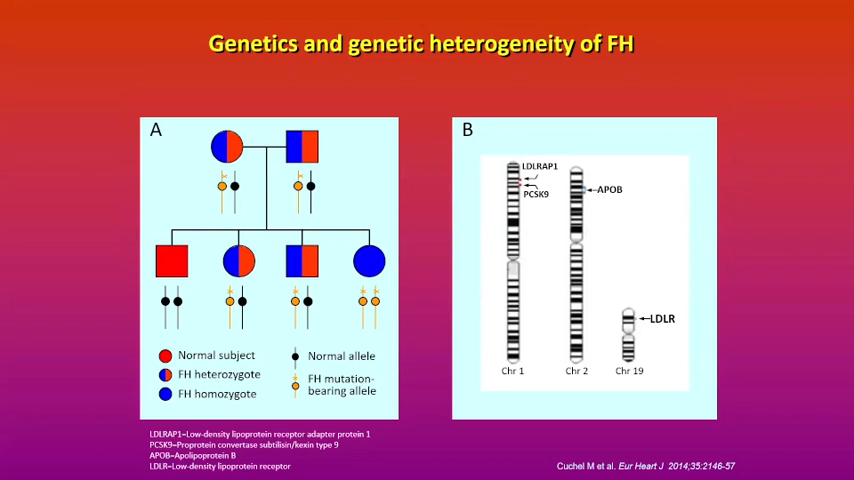 Genetics and genetic heterogeneity of FH
A
Normal subject
FH heterozygote
FH homozygote
Normal allele
FH mutation-
bearing allele
B
LDLRAP1
PCSK9
APOB
LDLR
Chr 1
Chr 2
Chr 19
LDLRAP1=Low-density lipoprotein receptor adapter protein 1
PCSK9=Proprotein convertase subtilisin/kexin type 9
APOB=Apolipoprotein B
LDLR=Low-density lipoprotein receptor
Cuchel M et al. Eur Heart J 2014;35:2146-57